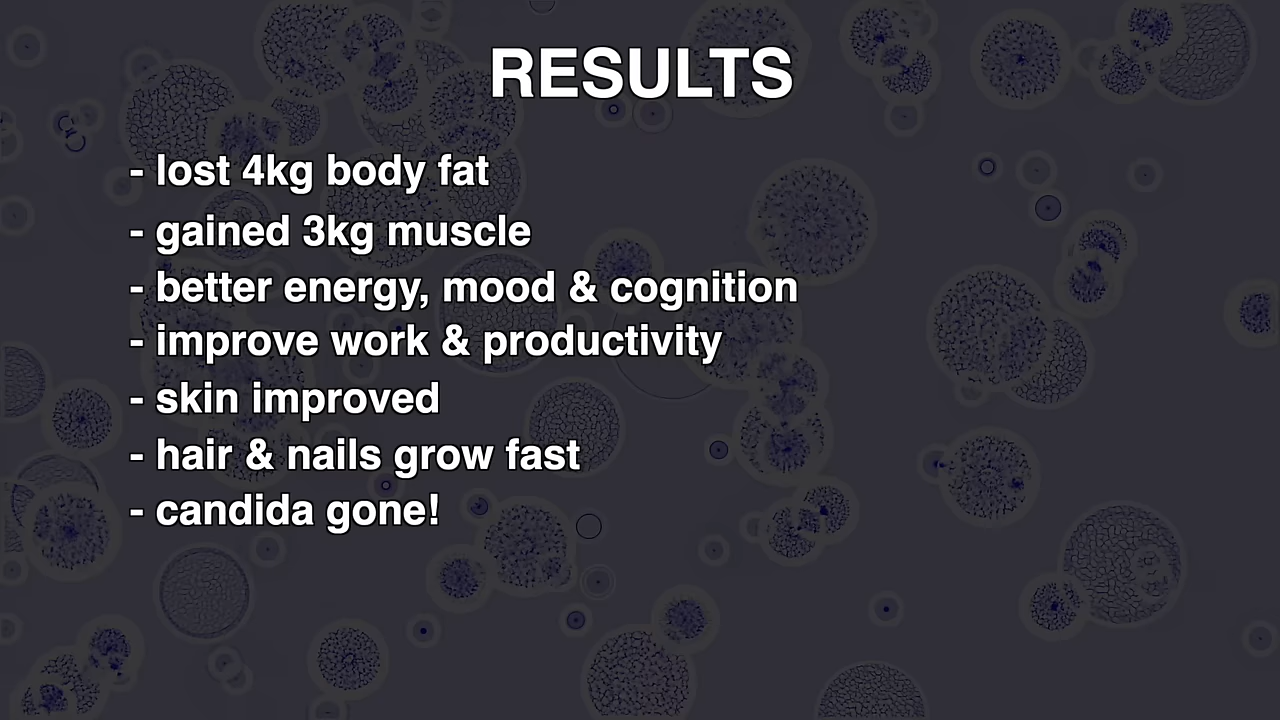 RESULTS
- lost 4kg body fat
- gained 3kg muscle
- better energy, mood & cognition
- improve work & productivity
- skin improved
- hair & nails grow fast
- candida gone!